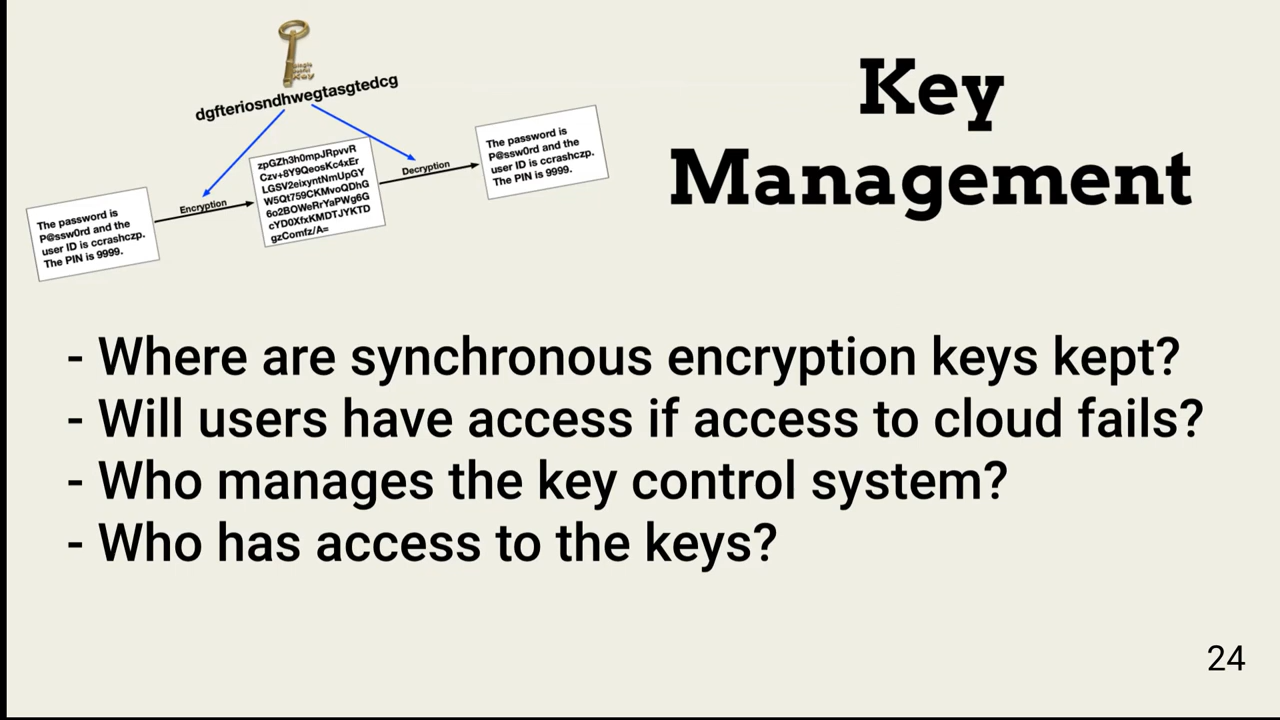 Key
Management
Single
Secret
Key
dgfteriosndhwegtasgtedcg
The password is
P@ssw0rd and the
user ID is ccrashczp.
The PIN is 9999.
Encryption
zpGZh3h0mpJRpvvR
Czv+8Y9QeosKc4xEr
LGSV2eixyntNmUpGY
W5Qt759CKMvoQDhG
6o2BOWeRrYaPWg6G
cYD0XfxKMDTJYKTD
gzComfz/A=
Decryption
The password is
P@ssw0rd and the
user ID is ccrashczp.
The PIN is 9999.
- Where are synchronous encryption keys kept?
- Will users have access if access to cloud fails?
- Who manages the key control system?
- Who has access to the keys?
24